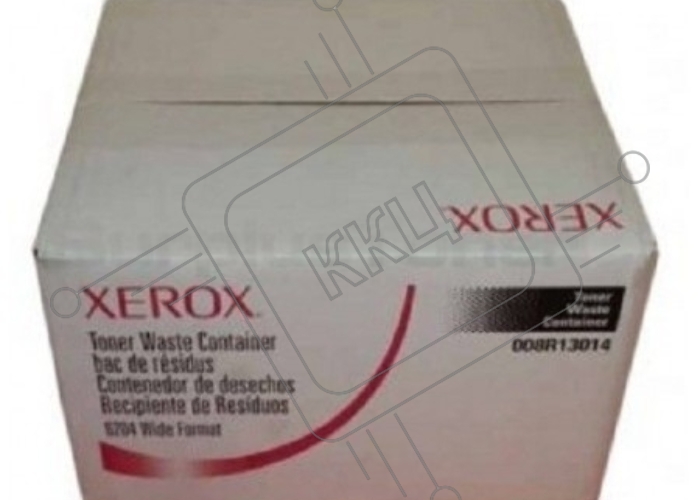 XEROX
XEROX
Toner Waste Container
bac de résidus
Contenedor de desechos
Recipiente de Resíduos
6204 Wide Format
Toner
Waste
Container
008R13014
ККЦ